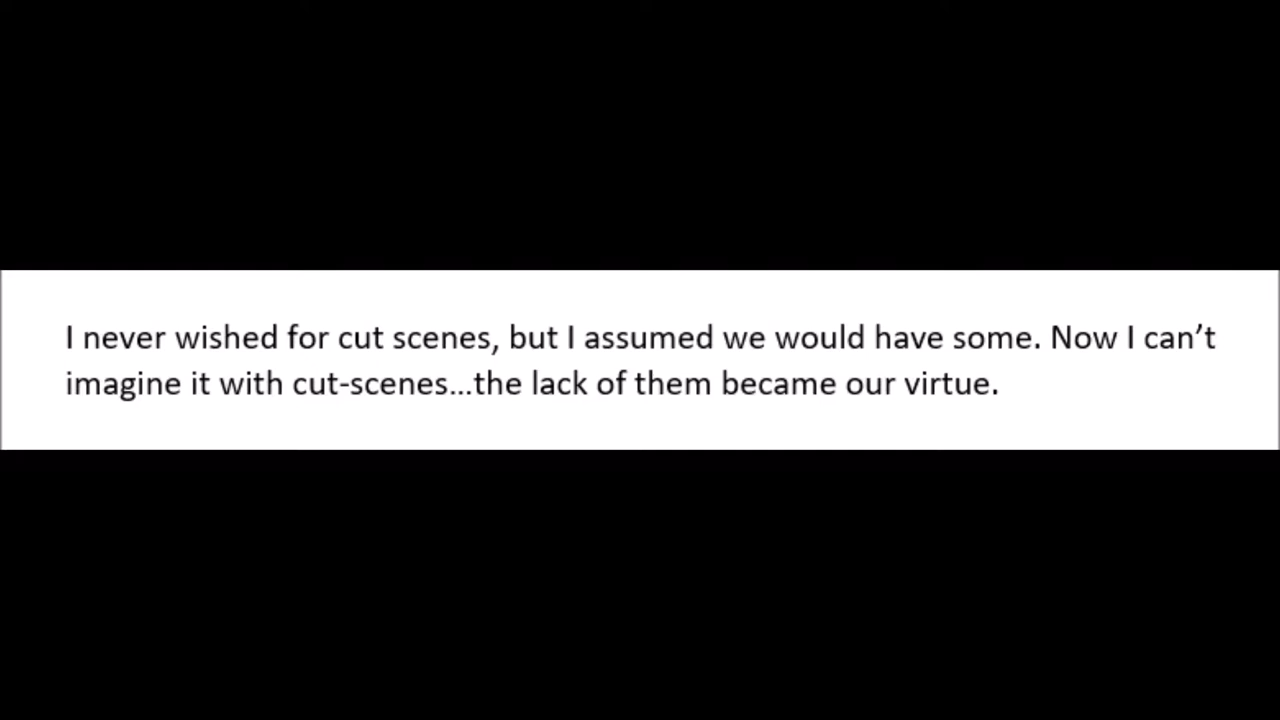 I never wished for cut scenes, but I assumed we would have some. Now I can’t
imagine it with cut-scenes...the lack of them became our virtue.